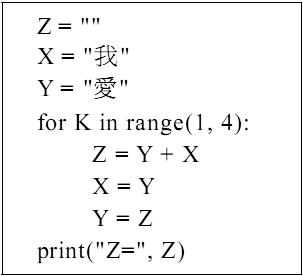 Z = ""
X = "我"
Y = "愛"
for K in range(1, 4):
Z = Y + X
X = Y
Y = Z
print("Z=", Z)